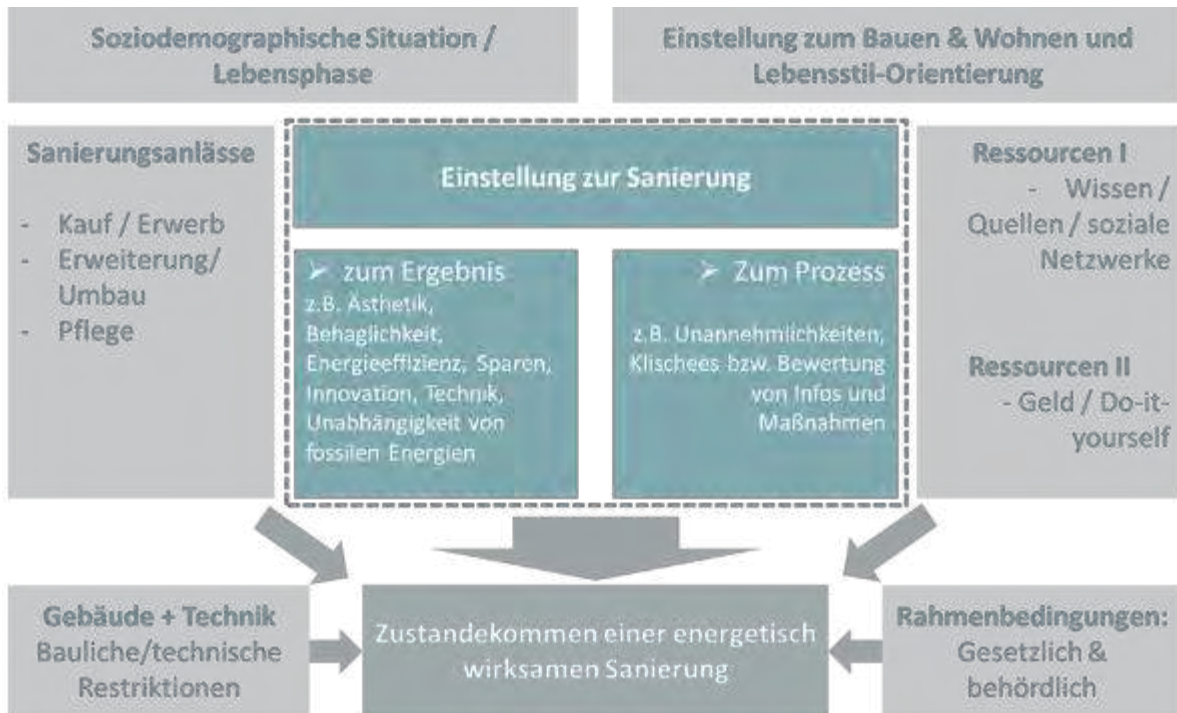 Soziodemographische Situation /
Lebensphase
Einstellung zum Bauen & Wohnen und
Lebensstil-Orientierung
Sanierungsanlässe
- Kauf / Erwerb
- Erweiterung/
Umbau
- Pflege
Einstellung zur Sanierung
➢ zum Ergebnis
z.B. Ästhetik,
Behaglichkeit,
Energieeffizienz, Sparen,
Innovation, Technik,
Unabhängigkeit von
fossilen Energien
➢ Zum Prozess
z.B. Unannehmlichkeiten,
Klischees bzw. Bewertung
von Infos und
Maßnahmen
Ressourcen I
- Wissen /
Quellen / soziale
Netzwerke
Ressourcen II
- Geld / Do-it-
yourself
Gebäude + Technik
Bauliche/technische
Restriktionen
Zustandekommen einer energetisch
wirksamen Sanierung
Rahmenbedingungen:
Gesetzlich &
behördlich